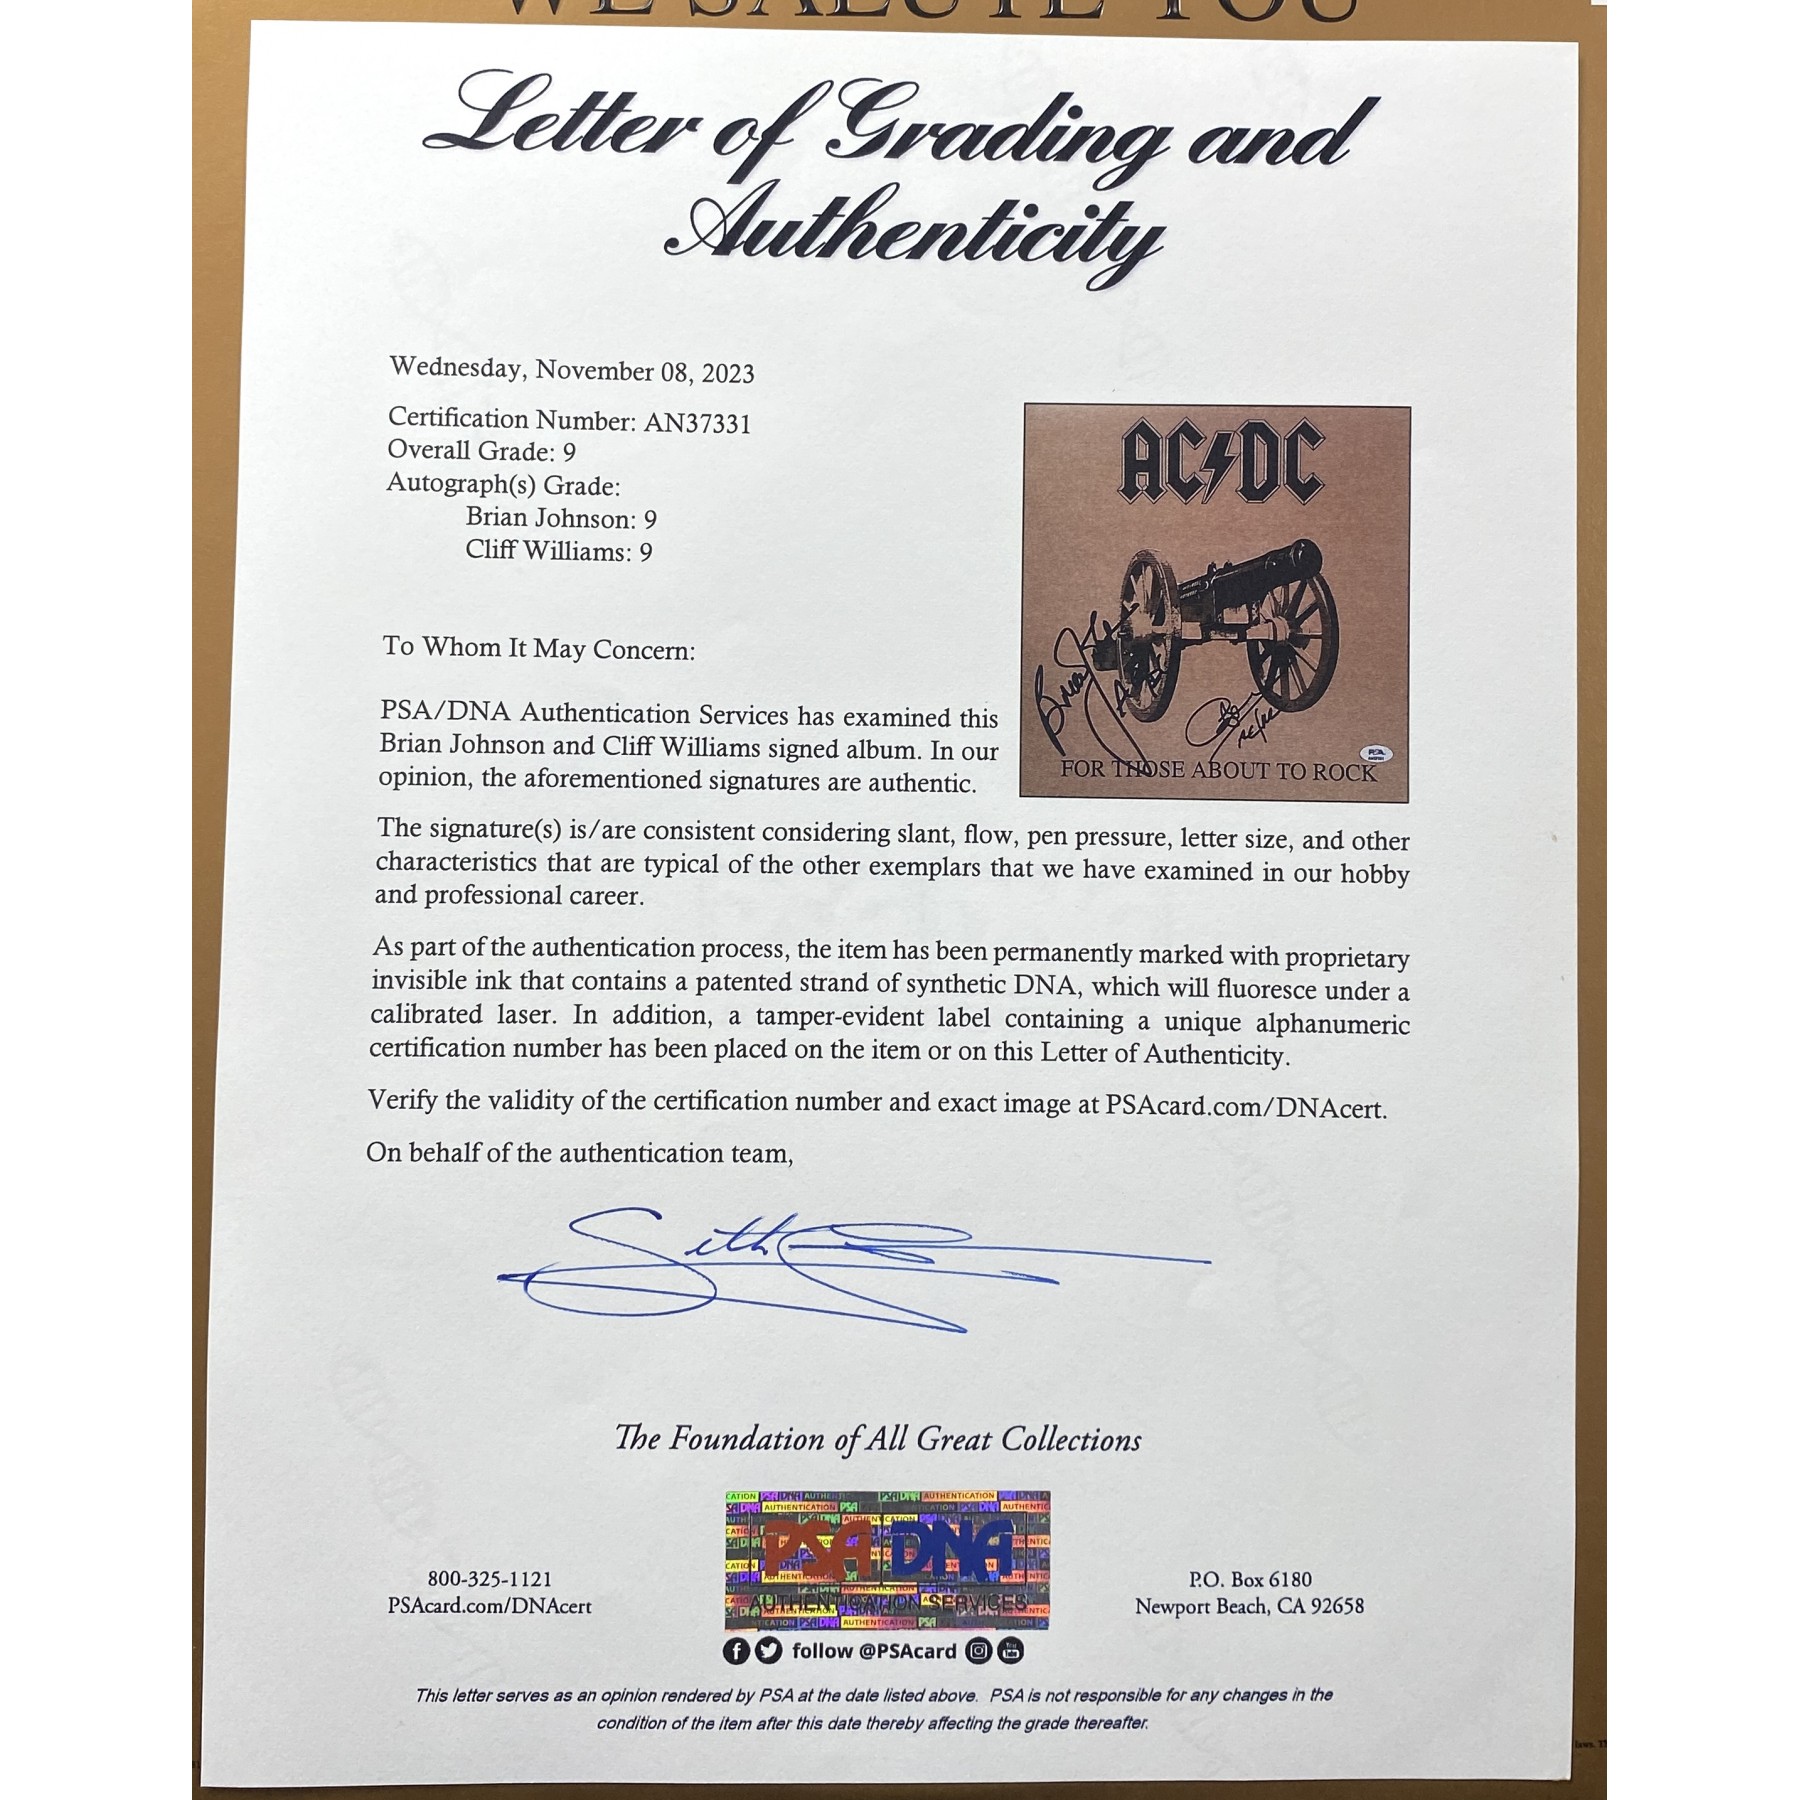 WE SALUTE YOU
Letter of Grading and
Authenticity
Wednesday, November 08, 2023
Certification Number: AN37331
Overall Grade: 9
Autograph(s) Grade:
Brian Johnson: 9
Cliff Williams: 9
AC DC
FOR THOSE ABOUT TO ROCK
To Whom It May Concern:
PSA/DNA Authentication Services has examined this
Brian Johnson and Cliff Williams signed album. In our
opinion, the aforementioned signatures are authentic.
The signature(s) is/are consistent considering slant, flow, pen pressure, letter size, and other
characteristics that are typical of the other exemplars that we have examined in our hobby
and professional career.
As part of the authentication process, the item has been permanently marked with proprietary
invisible ink that contains a patented strand of synthetic DNA, which will fluoresce under a
calibrated laser. In addition, a tamper-evident label containing a unique alphanumeric
certification number has been placed on the item or on this Letter of Authenticity.
Verify the validity of the certification number and exact image at PSAcard.com/DNAcert.
On behalf of the authentication team,
Seth
The Foundation of All Great Collections
PSA DNA
AUTHENTICATION SERVICES
800-325-1121
PSAcard.com/DNAcert
P.O. Box 6180
Newport Beach, CA 92658
follow @PSAcard
This letter serves as an opinion rendered by PSA at the date listed above. PSA is not responsible for any changes in the
condition of the item after this date thereby affecting the grade thereafter.